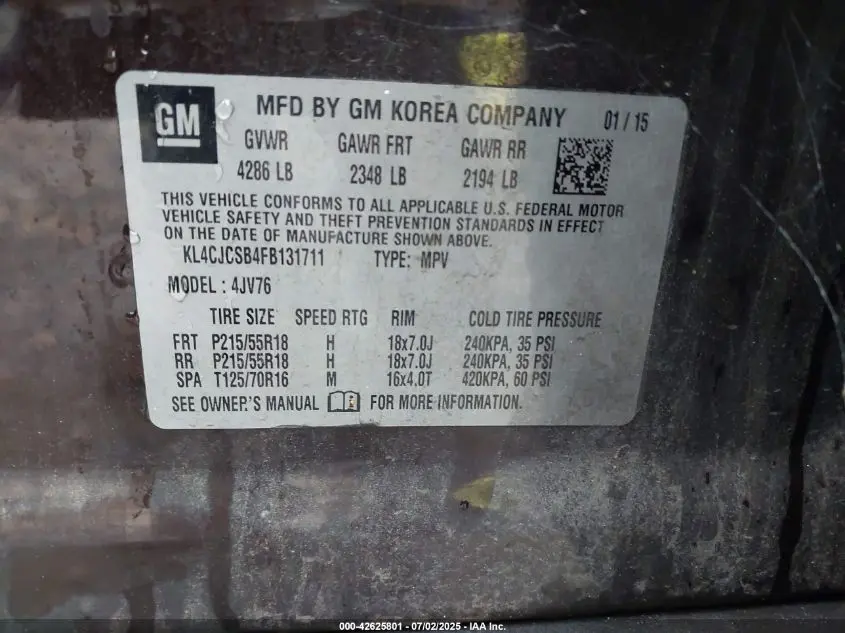 GM
MFD BY GM KOREA COMPANY 01 / 15
GVWR GAWR FRT GAWR RR
4286 LB 2348 LB 2194 LB
THIS VEHICLE CONFORMS TO ALL APPLICABLE U.S. FEDERAL MOTOR
VEHICLE SAFETY AND THEFT PREVENTION STANDARDS IN EFFECT
ON THE DATE OF MANUFACTURE SHOWN ABOVE.
KL4CJCSB4FB131711 TYPE: MPV
MODEL : 4JV76
TIRE SIZE SPEED RTG RIM COLD TIRE PRESSURE
FRT P215/55R18 H 18x7.0J 240KPA, 35 PSI
RR P215/55R18 H 18x7.0J 240KPA, 35 PSI
SPA T125/70R16 M 16x4.0T 420KPA, 60 PSI
SEE OWNER'S MANUAL FOR MORE INFORMATION.
000-42625801 - 07/02/2025 - IAA Inc.